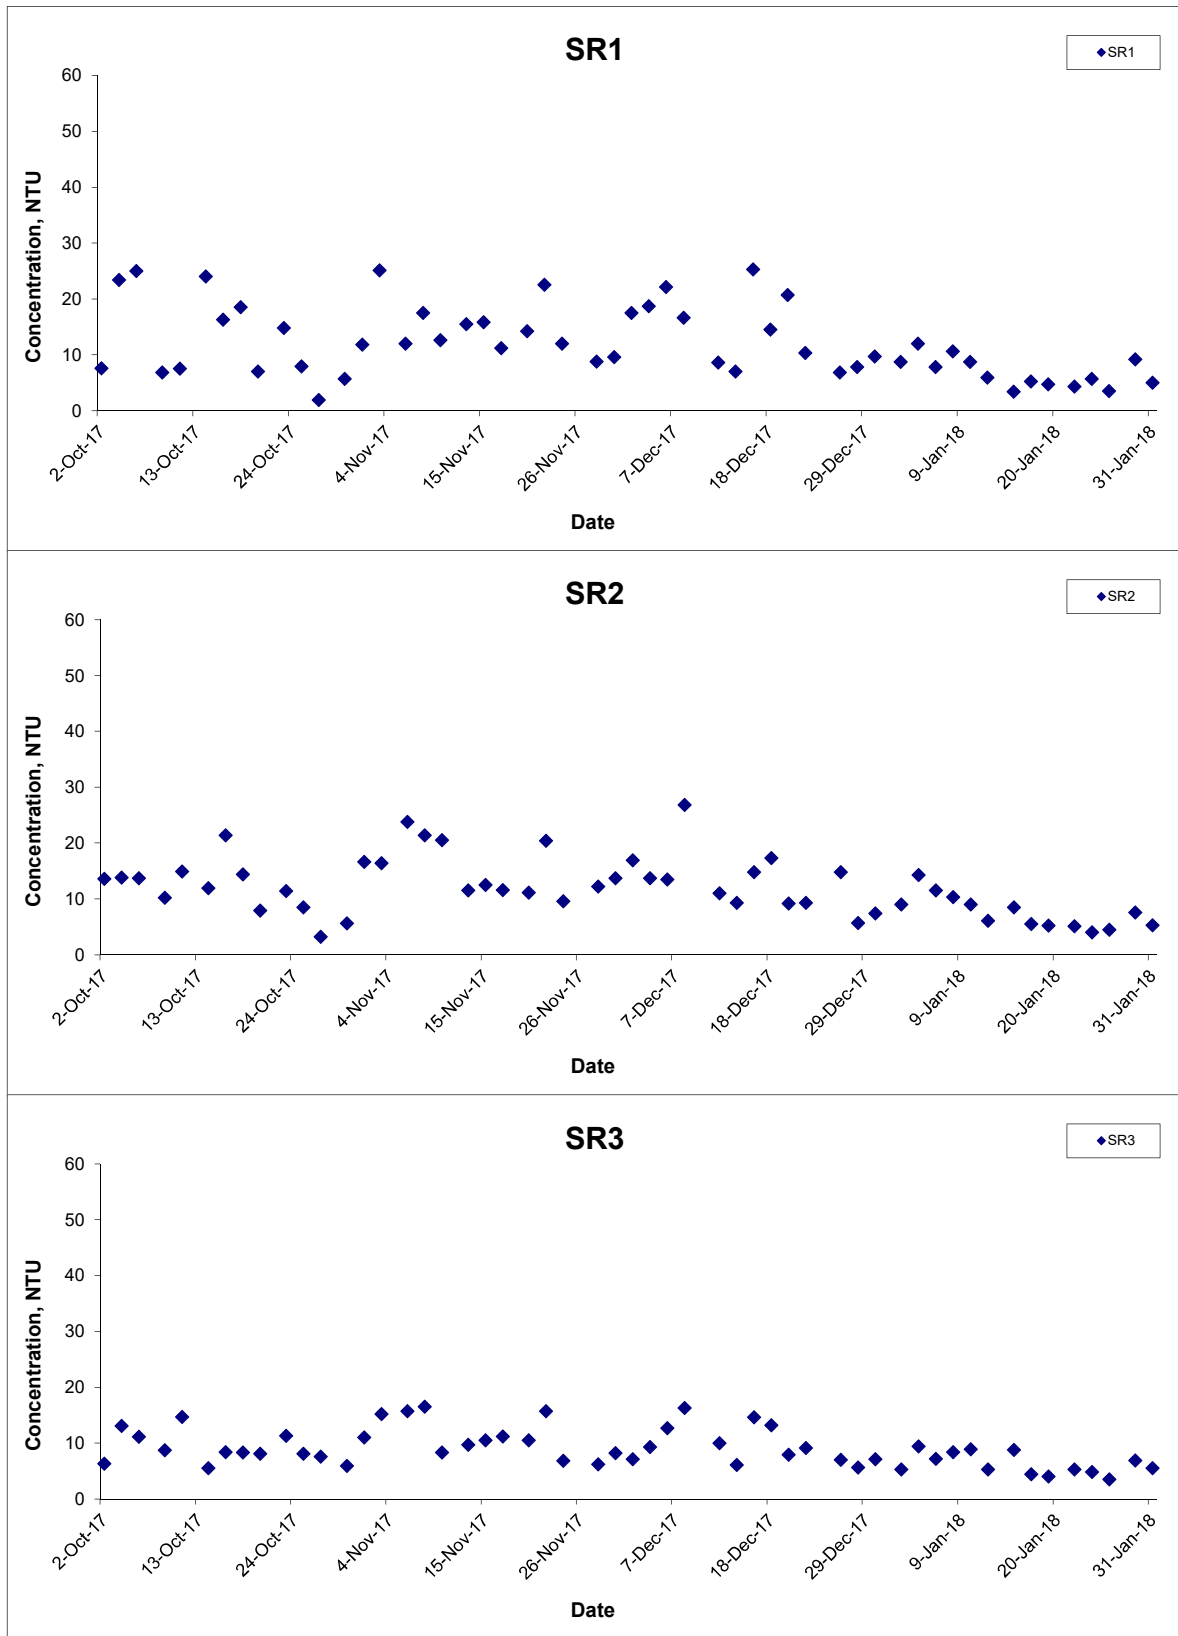 SR1
SR1
60
50
40
30
20
10
0
Concentration, NTU
2-Oct-17
13-Oct-17
24-Oct-17
4-Nov-17
15-Nov-17
26-Nov-17
7-Dec-17
18-Dec-17
29-Dec-17
9-Jan-18
20-Jan-18
31-Jan-18
Date
SR2
SR2
60
50
40
30
20
10
0
Concentration, NTU
2-Oct-17
13-Oct-17
24-Oct-17
4-Nov-17
15-Nov-17
26-Nov-17
7-Dec-17
18-Dec-17
29-Dec-17
9-Jan-18
20-Jan-18
31-Jan-18
Date
SR3
SR3
60
50
40
30
20
10
0
Concentration, NTU
2-Oct-17
13-Oct-17
24-Oct-17
4-Nov-17
15-Nov-17
26-Nov-17
7-Dec-17
18-Dec-17
29-Dec-17
9-Jan-18
20-Jan-18
31-Jan-18
Date